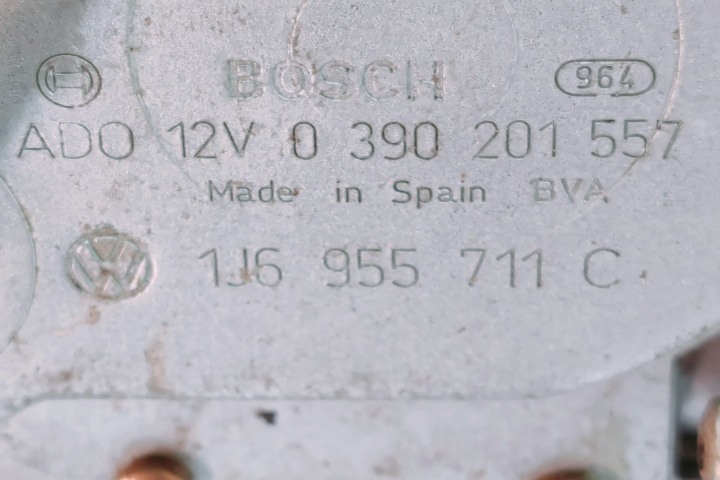 BOSCH 964
ADO 12V 0 390 201 557
Made in Spain BVA
1J6 955 711 C